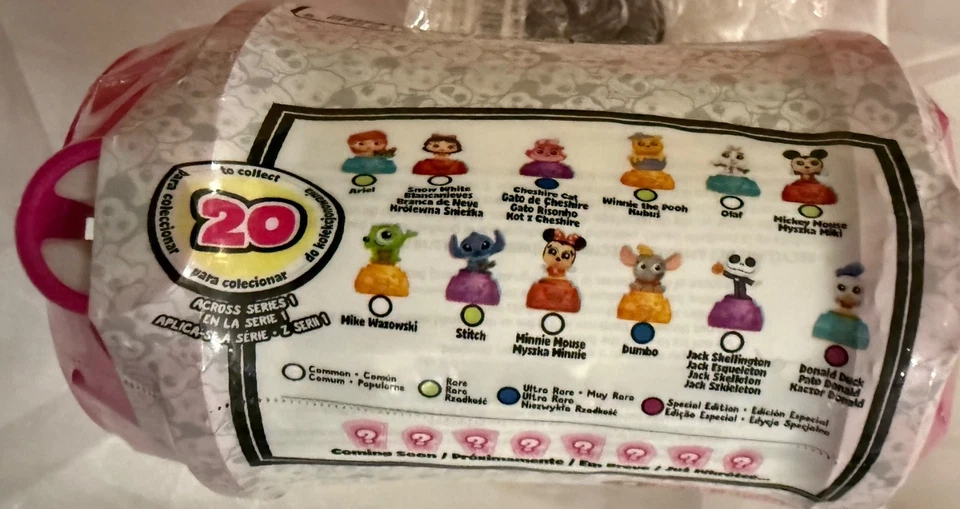 to collect
para coleccionar
20
do kolekcjonowania
para colecionar
ACROSS SERIES 1
EN LA SERIE 1
APLICA-SE À SÉRIE • Z SERII 1
Ariel
Snow White
Blancanieves
Branca de Neve
Królewna Śnieżka
Cheshire Cat
Gato de Cheshire
Gato Risonho
Kot z Cheshire
Winnie the Pooh
Kubuś
Olaf
Mickey Mouse
Myszka Miki
Mike Wazowski
Stitch
Minnie Mouse
Myszka Minnie
Dumbo
Jack Skellington
Jack Esqueleton
Jack Skelleton
Jack Szkieleton
Donald Duck
Pato Donald
Kaczor Donald
Common • Común
Comum • Popularne
Rare
Raro
Rzadkość
Ultra Rare • Muy Raro
Ultra Raro
Niezwykła Rzadkość
Special Edition • Edición Especial
Edição Especial • Edycja Specjalna
? ? ? ? ? ? ? ?
Coming Soon / Próximamente / Em breve / Już wkrótce...